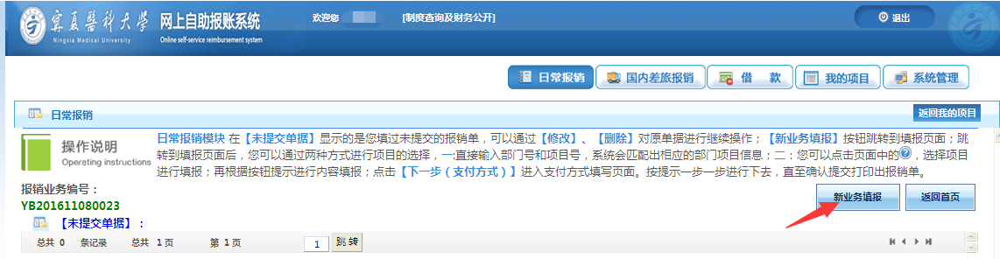 宁夏医科大学 网上自助报账系统 欢迎您 [制度查询及财务公开] 退出
Ningxia Medical University Online self-service reimbursement system
日常报销 国内差旅报销 借 款 我的项目 系统管理
日常报销 返回我的项目
操作说明
Operating instructions
日常报销模块 在【未提交单据】显示的是您填过未提交的报销单，可以通过【修改】、【删除】对原单据进行继续操作；【新业务填报】按钮跳转到填报页面；跳
转到填报页面后，您可以通过两种方式进行项目的选择，一:直接输入部门号和项目号，系统会匹配出相应的部门项目信息；二：您可以点击页面中的?，选择项目
进行填报；再根据按钮提示进行内容填报；点击【下一步（支付方式）】进入支付方式填写页面。按提示一步一步进行下去，直至确认提交打印出报销单。
报销业务编号：
YB201611080023
新业务填报 返回首页
【未提交单据】：
总共 0 条记录 总共 1 页 第 1 页 1 跳 转